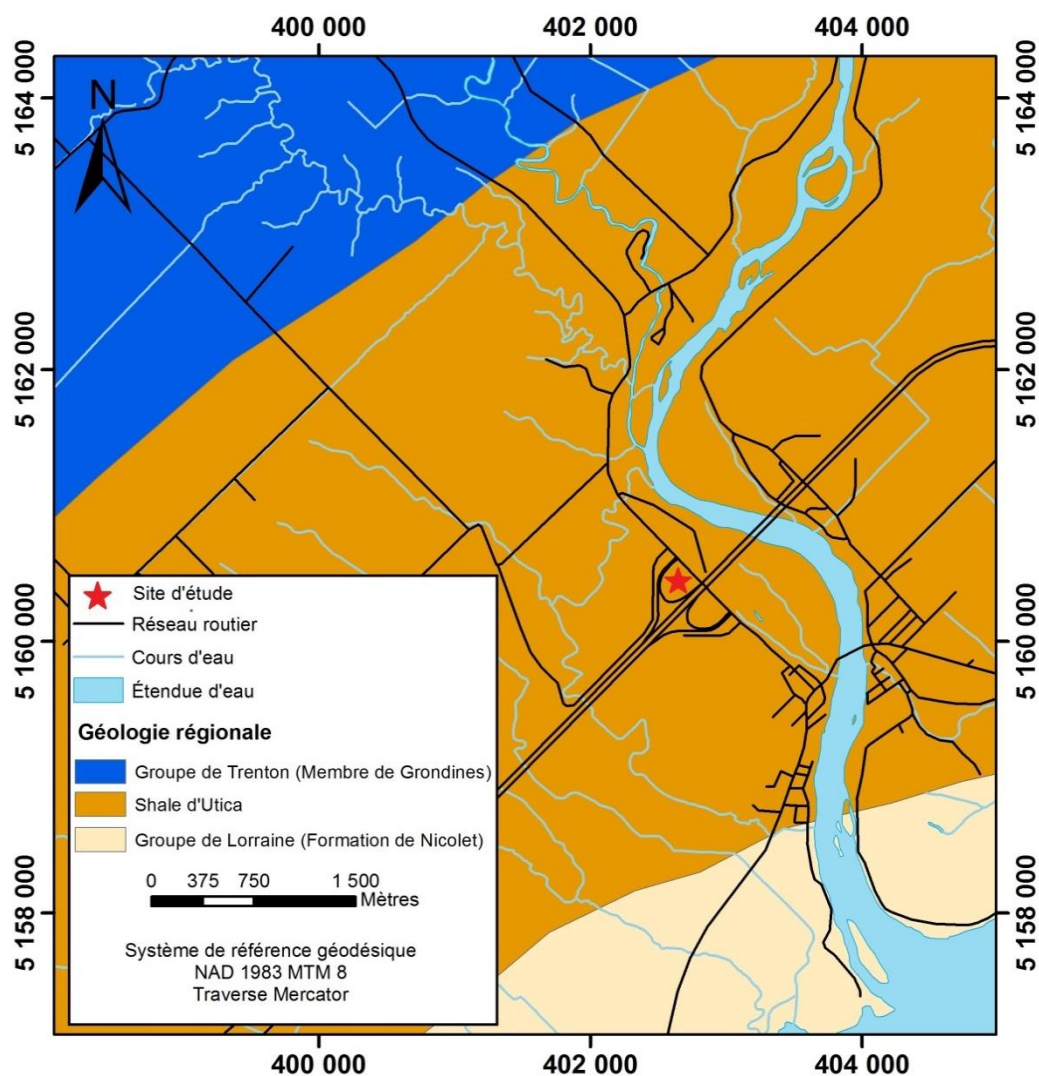 400 000
402 000
404 000
5 164 000
5 164 000
N
5 162 000
5 162 000
5 160 000
5 160 000
5 158 000
5 158 000
Site d'étude
Réseau routier
Cours d'eau
Étendue d'eau
Géologie régionale
Groupe de Trenton (Membre de Grondines)
Shale d'Utica
Groupe de Lorraine (Formation de Nicolet)
0 375 750 1 500
Mètres
Système de référence géodésique
NAD 1983 MTM 8
Traverse Mercator
400 000
402 000
404 000